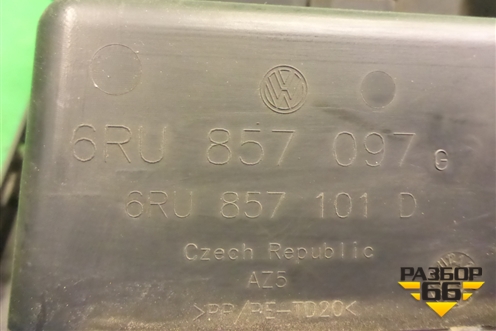 6RU 857 097 G
6RU 857 101 D
Czech Republic
AZ5
>PP/PE-TD20<
РАЗБОР
66